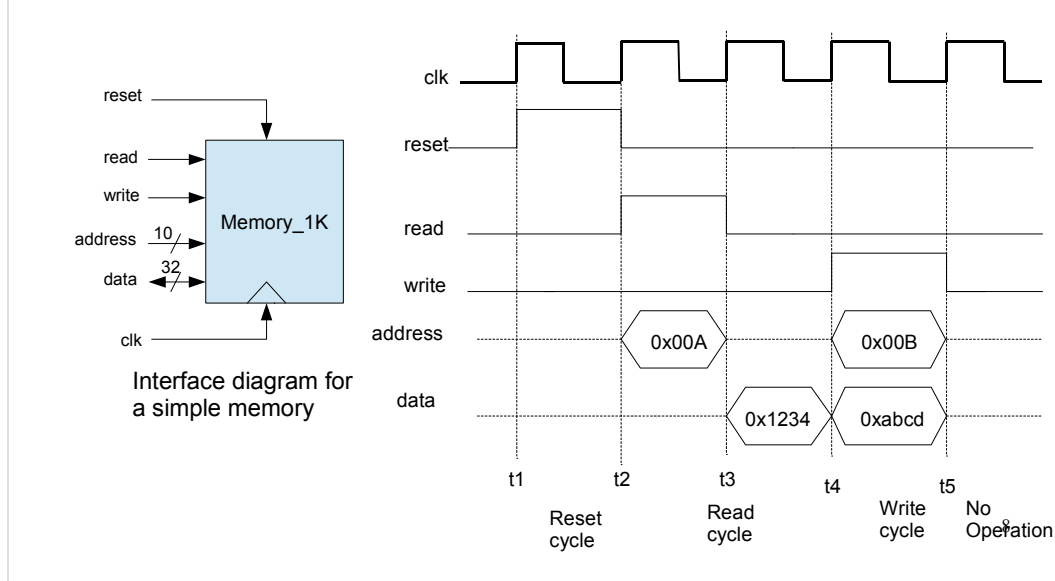 reset
read
write
address
10
data
32
clk
Memory_1K
Interface diagram for
a simple memory
clk
reset
read
write
address
0x00A
0x00B
data
0x1234
0xabcd
t1
t2
t3
t4
t5
Reset
cycle
Read
cycle
Write
cycle
No
Operation
8